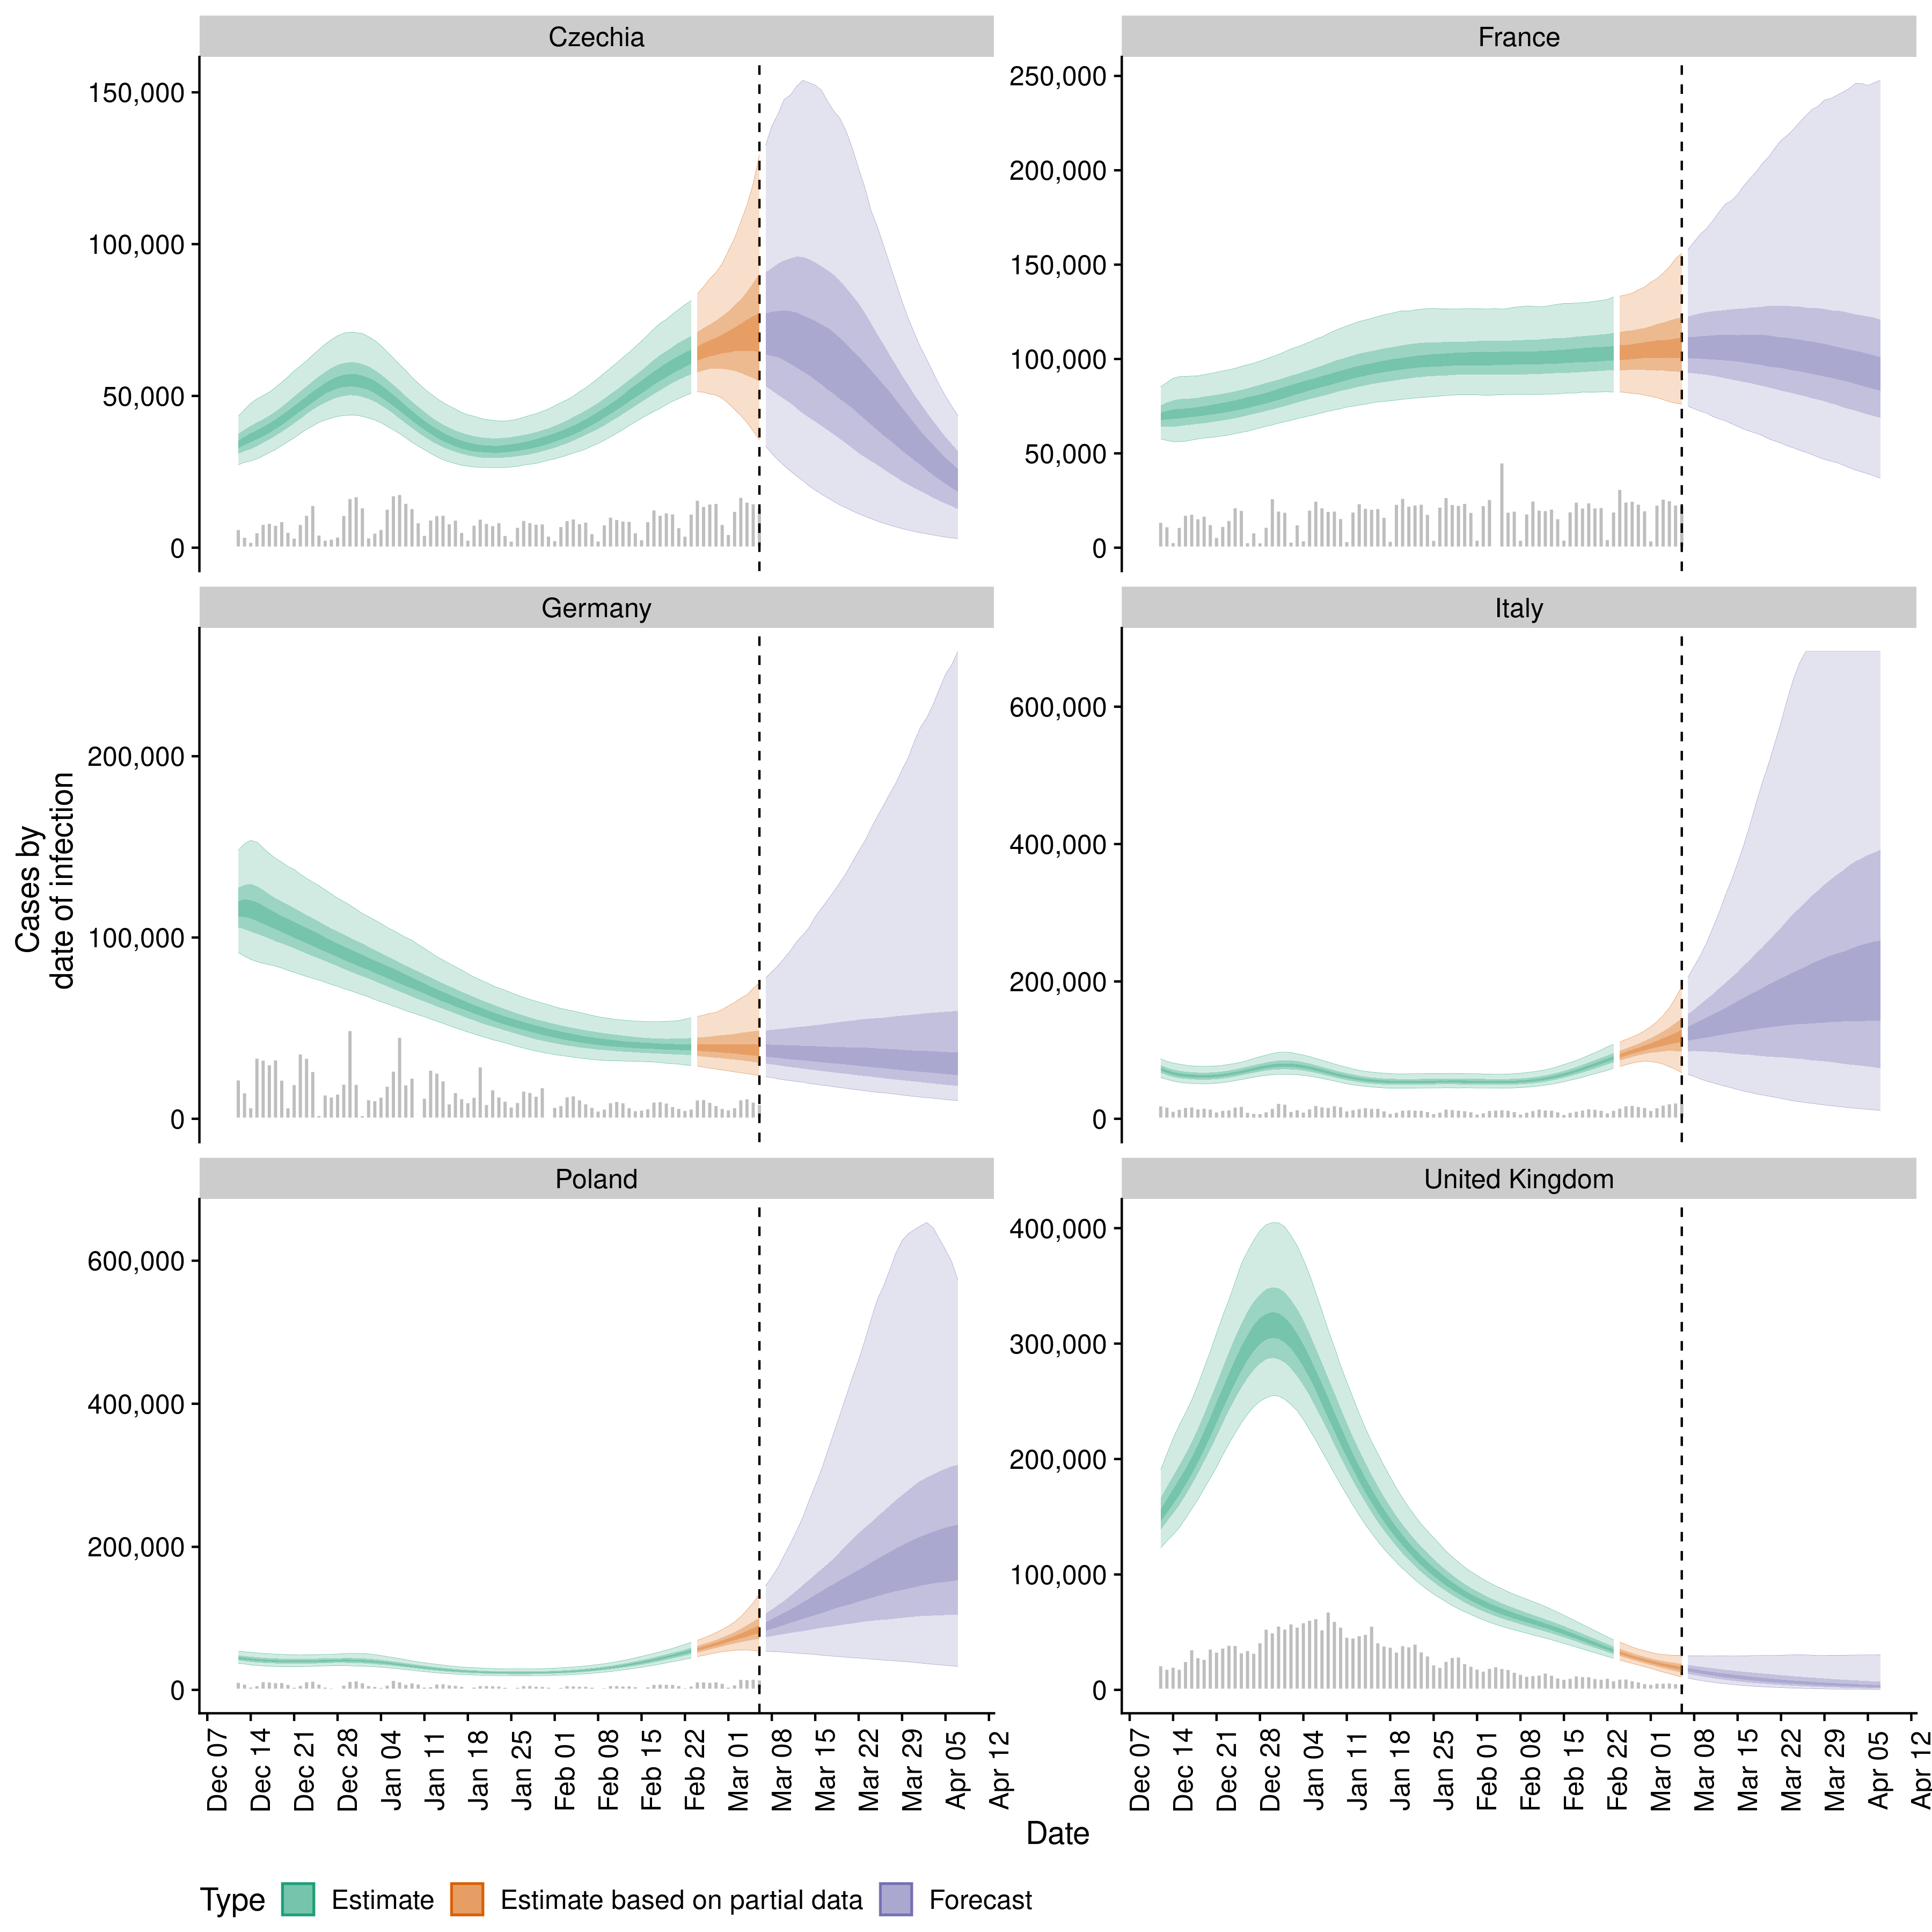 Czechia
France
150,000
100,000
50,000
0
250,000
200,000
150,000
100,000
50,000
0
Germany
Italy
200,000
100,000
0
600,000
400,000
200,000
0
Cases by
date of infection
Poland
United Kingdom
600,000
400,000
200,000
0
400,000
300,000
200,000
100,000
0
Dec 07
Dec 14
Dec 21
Dec 28
Jan 04
Jan 11
Jan 18
Jan 25
Feb 01
Feb 08
Feb 15
Feb 22
Mar 01
Mar 08
Mar 15
Mar 22
Mar 29
Apr 05
Apr 12
Dec 07
Dec 14
Dec 21
Dec 28
Jan 04
Jan 11
Jan 18
Jan 25
Feb 01
Feb 08
Feb 15
Feb 22
Mar 01
Mar 08
Mar 15
Mar 22
Mar 29
Apr 05
Apr 12
Date
Type Estimate Estimate based on partial data Forecast